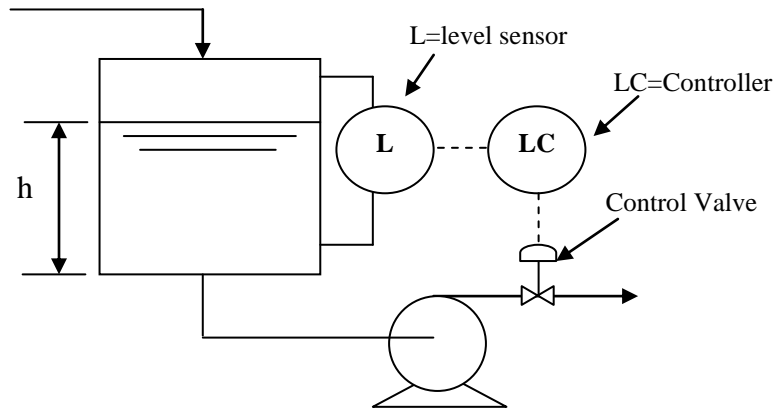 L=level sensor
LC=Controller
L
LC
h
Control Valve